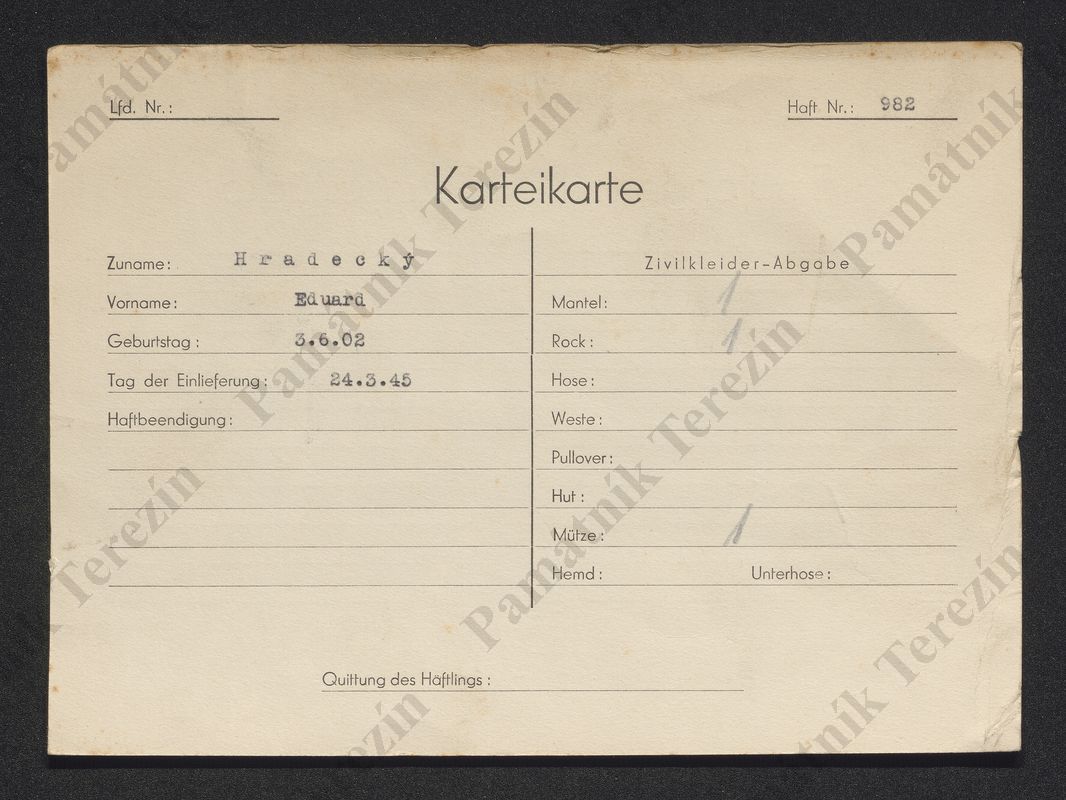 Lfd. Nr.:
Haft Nr.: 982
Karteikarte
Zuname: Hradecký
Vorname: Eduard
Geburtstag: 3.6.02
Tag der Einlieferung: 24.3.45
Haftbeendigung:
Zivilkleider-Abgabe
Mantel: 1
Rock: 1
Hose:
Weste:
Pullover:
Hut:
Mütze: 1
Hemd: Unterhose:
Quittung des Häftlings:
Památník Terezín